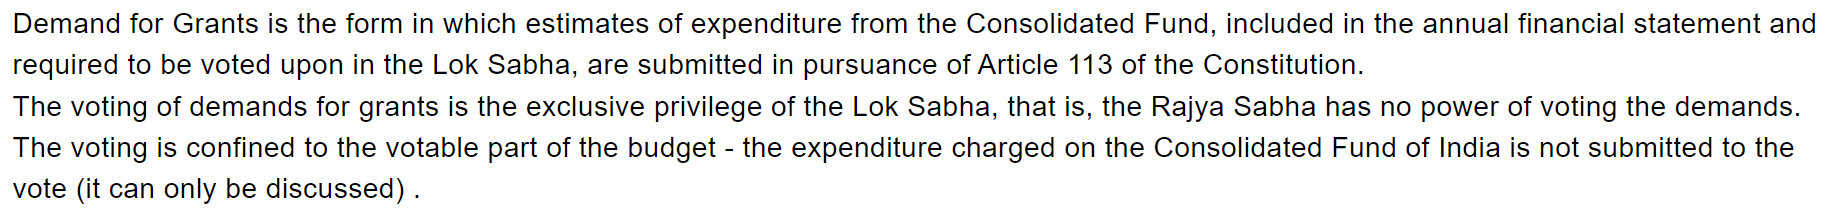 Demand for Grants is the form in which estimates of expenditure from the Consolidated Fund, included in the annual financial statement and
required to be voted upon in the Lok Sabha, are submitted in pursuance of Article 113 of the Constitution.
The voting of demands for grants is the exclusive privilege of the Lok Sabha, that is, the Rajya Sabha has no power of voting the demands.
The voting is confined to the votable part of the budget - the expenditure charged on the Consolidated Fund of India is not submitted to the
vote (it can only be discussed) .